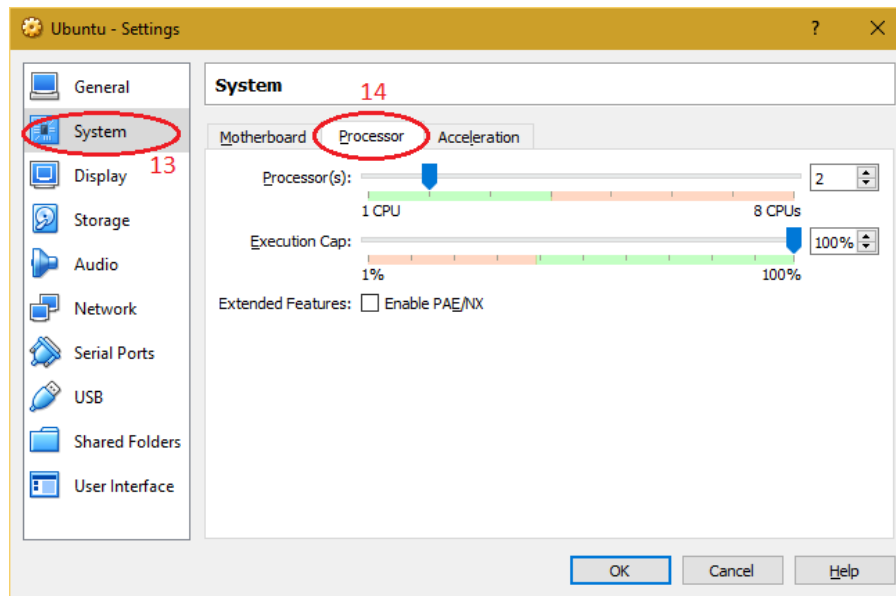 Ubuntu - Settings
?
General
System
13
Display
Storage
Audio
Network
Serial Ports
USB
Shared Folders
User Interface
System
14
Motherboard
Processor
Acceleration
Processor(s):
2
1 CPU
8 CPUs
Execution Cap:
100%
1%
100%
Extended Features:
Enable PAE/NX
OK
Cancel
Help